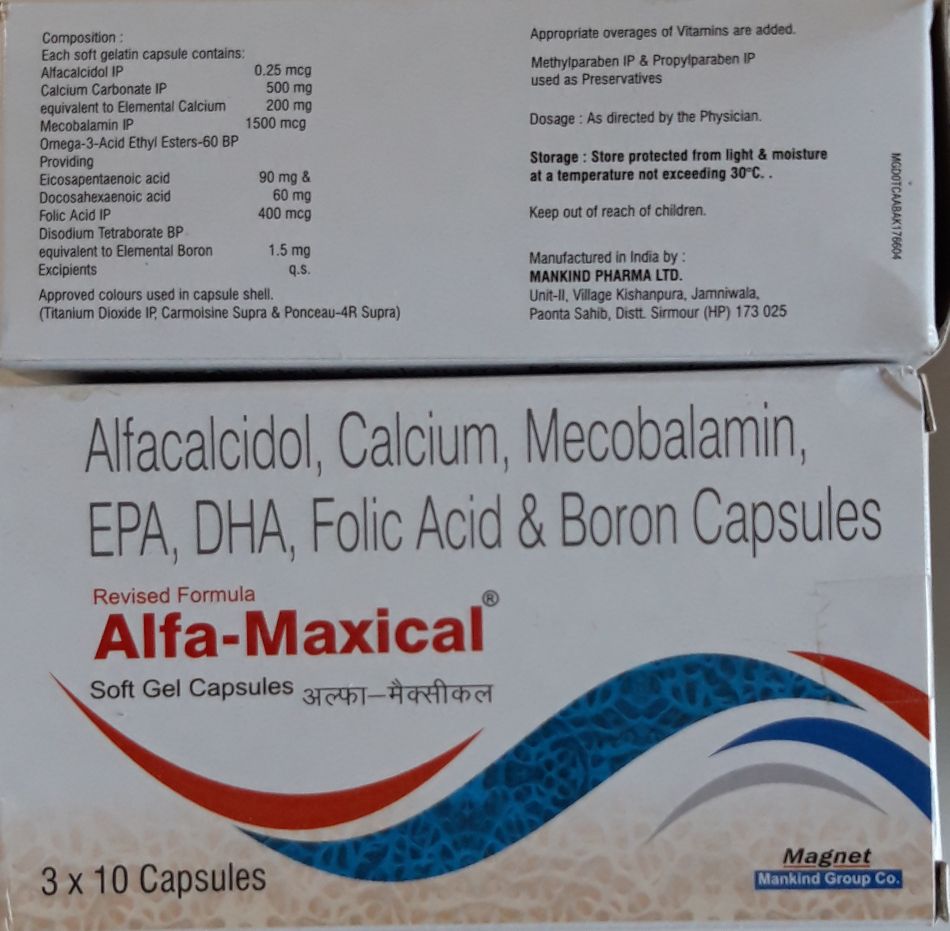 Composition :
Each soft gelatin capsule contains:
Alfacalcidol IP 0.25 mcg
Calcium Carbonate IP 500 mg
equivalent to Elemental Calcium 200 mg
Mecobalamin IP 1500 mcg
Omega-3-Acid Ethyl Esters-60 BP
Providing
Eicosapentaenoic acid 90 mg &
Docosahexaenoic acid 60 mg
Folic Acid IP 400 mcg
Disodium Tetraborate BP
equivalent to Elemental Boron 1.5 mg
Excipients q.s.
Approved colours used in capsule shell.
(Titanium Dioxide IP, Carmoisine Supra & Ponceau-4R Supra)
Appropriate overages of Vitamins are added.
Methylparaben IP & Propylparaben IP
used as Preservatives
Dosage : As directed by the Physician.
Storage : Store protected from light & moisture
at a temperature not exceeding 30°C. .
Keep out of reach of children.
Manufactured in India by :
MANKIND PHARMA LTD.
Unit-II, Village Kishanpura, Jamniwala,
Paonta Sahib, Distt. Sirmour (HP) 173 025
MGD0TCAABAK176604
Alfacalcidol, Calcium, Mecobalamin,
EPA, DHA, Folic Acid & Boron Capsules
Revised Formula
Alfa-Maxical®
Soft Gel Capsules अल्फा–मैक्सीकल
3 x 10 Capsules
Magnet
Mankind Group Co.